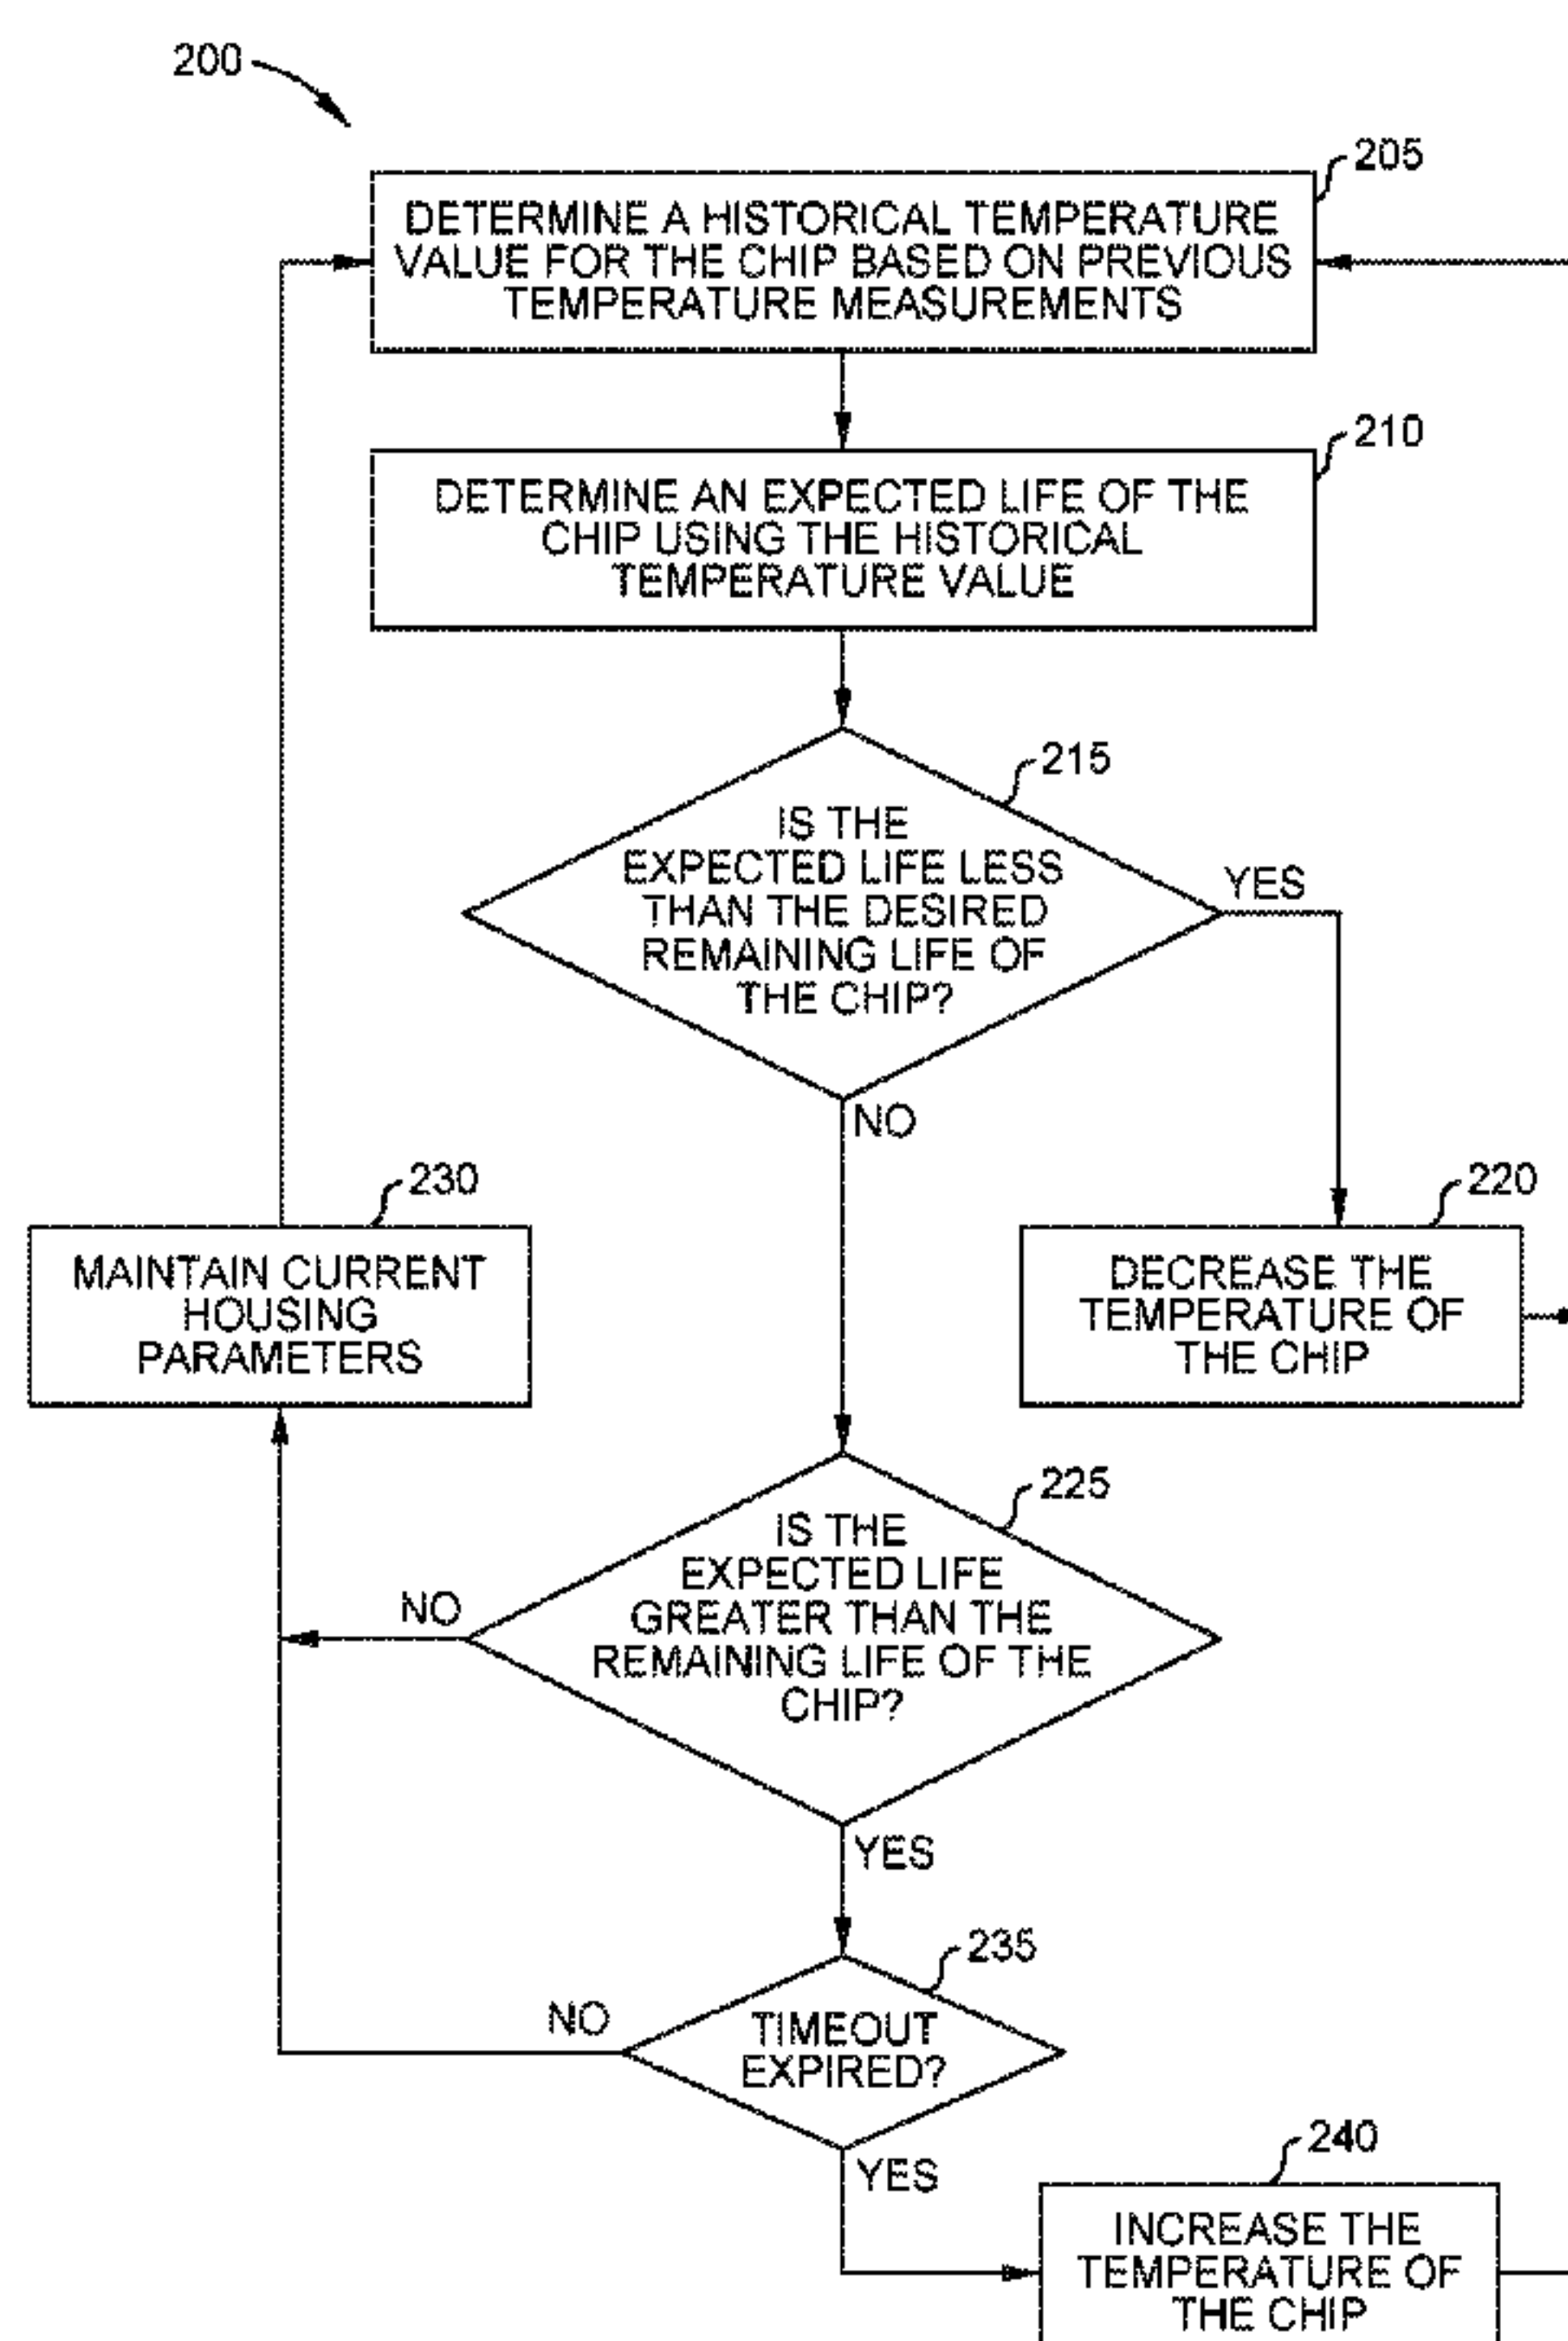 200
205
DETERMINE A HISTORICAL TEMPERATURE
VALUE FOR THE CHIP BASED ON PREVIOUS
TEMPERATURE MEASUREMENTS
210
DETERMINE AN EXPECTED LIFE OF THE
CHIP USING THE HISTORICAL
TEMPERATURE VALUE
215
IS THE
EXPECTED LIFE LESS
THAN THE DESIRED
REMAINING LIFE OF
THE CHIP?
YES
NO
230
MAINTAIN CURRENT
HOUSING
PARAMETERS
220
DECREASE THE
TEMPERATURE OF
THE CHIP
225
IS THE
EXPECTED LIFE
GREATER THAN THE
REMAINING LIFE OF THE
CHIP?
NO
YES
235
TIMEOUT
EXPIRED?
NO
YES
240
INCREASE THE
TEMPERATURE OF
THE CHIP